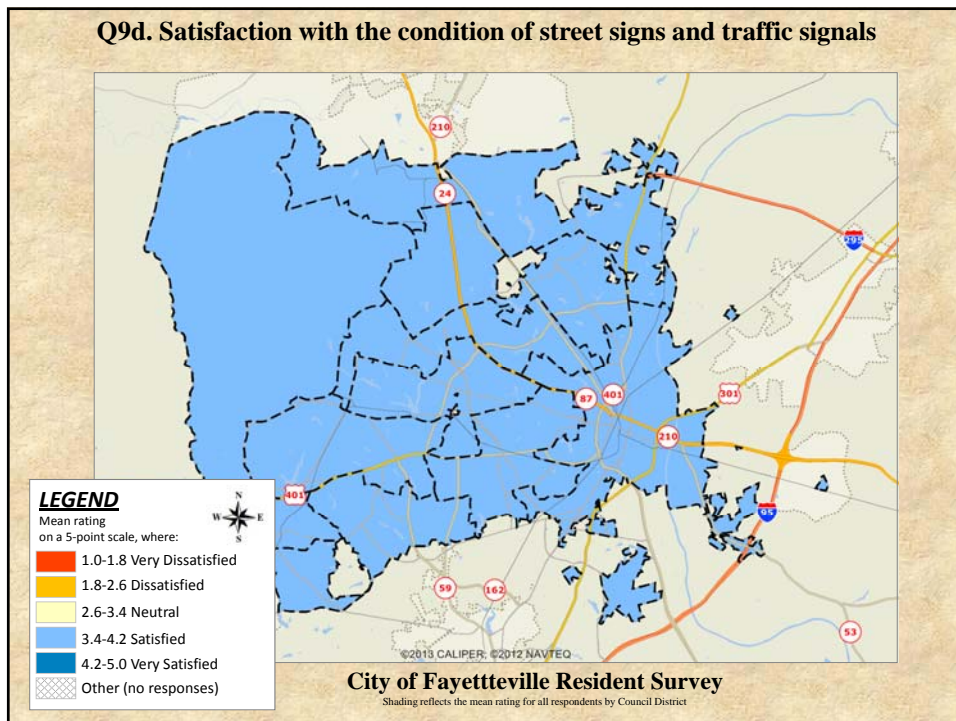 Q9d. Satisfaction with the condition of street signs and traffic signals
210
24
295
87
401
301
210
401
95
59
162
53
©2013 CALIPER; ©2012 NAVTEQ
LEGEND
Mean rating
on a 5-point scale, where:
N
W E
S
1.0-1.8 Very Dissatisfied
1.8-2.6 Dissatisfied
2.6-3.4 Neutral
3.4-4.2 Satisfied
4.2-5.0 Very Satisfied
Other (no responses)
City of Fayettteville Resident Survey
Shading reflects the mean rating for all respondents by Council District